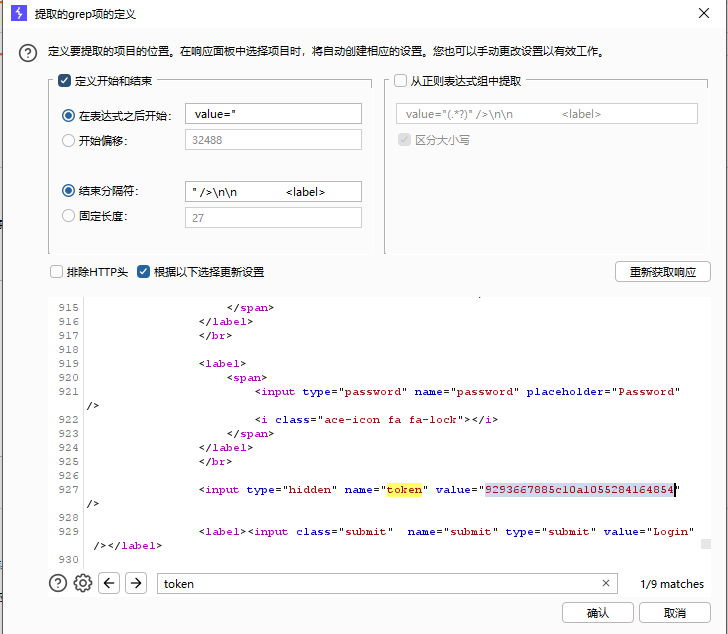 提取的grep项的定义
定义要提取的项目的位置。在响应面板中选择项目时，将自动创建相应的设置。您也可以手动更改设置以有效工作。
定义开始和结束
在表达式之后开始: value="
开始偏移: 32488
结束分隔符: " />\n\n <label>
固定长度: 27
从正则表达式组中提取
value="(.*?)" />\n\n <label>
区分大小写
排除HTTP头 根据以下选择更新设置 重新获取响应
915 </span>
916 </label>
917 </br>
918
919 <label>
920 <span>
921 <input type="password" name="password" placeholder="Password"
/>
922 <i class="ace-icon fa fa-lock"></i>
923 </span>
924 </label>
925 </br>
926
927 <input type="hidden" name="token" value="9293667885c10a1055284164854"
/>
928
929 <label><input class="submit" name="submit" type="submit" value="Login"
/></label>
930
token 1/9 matches
确认 取消